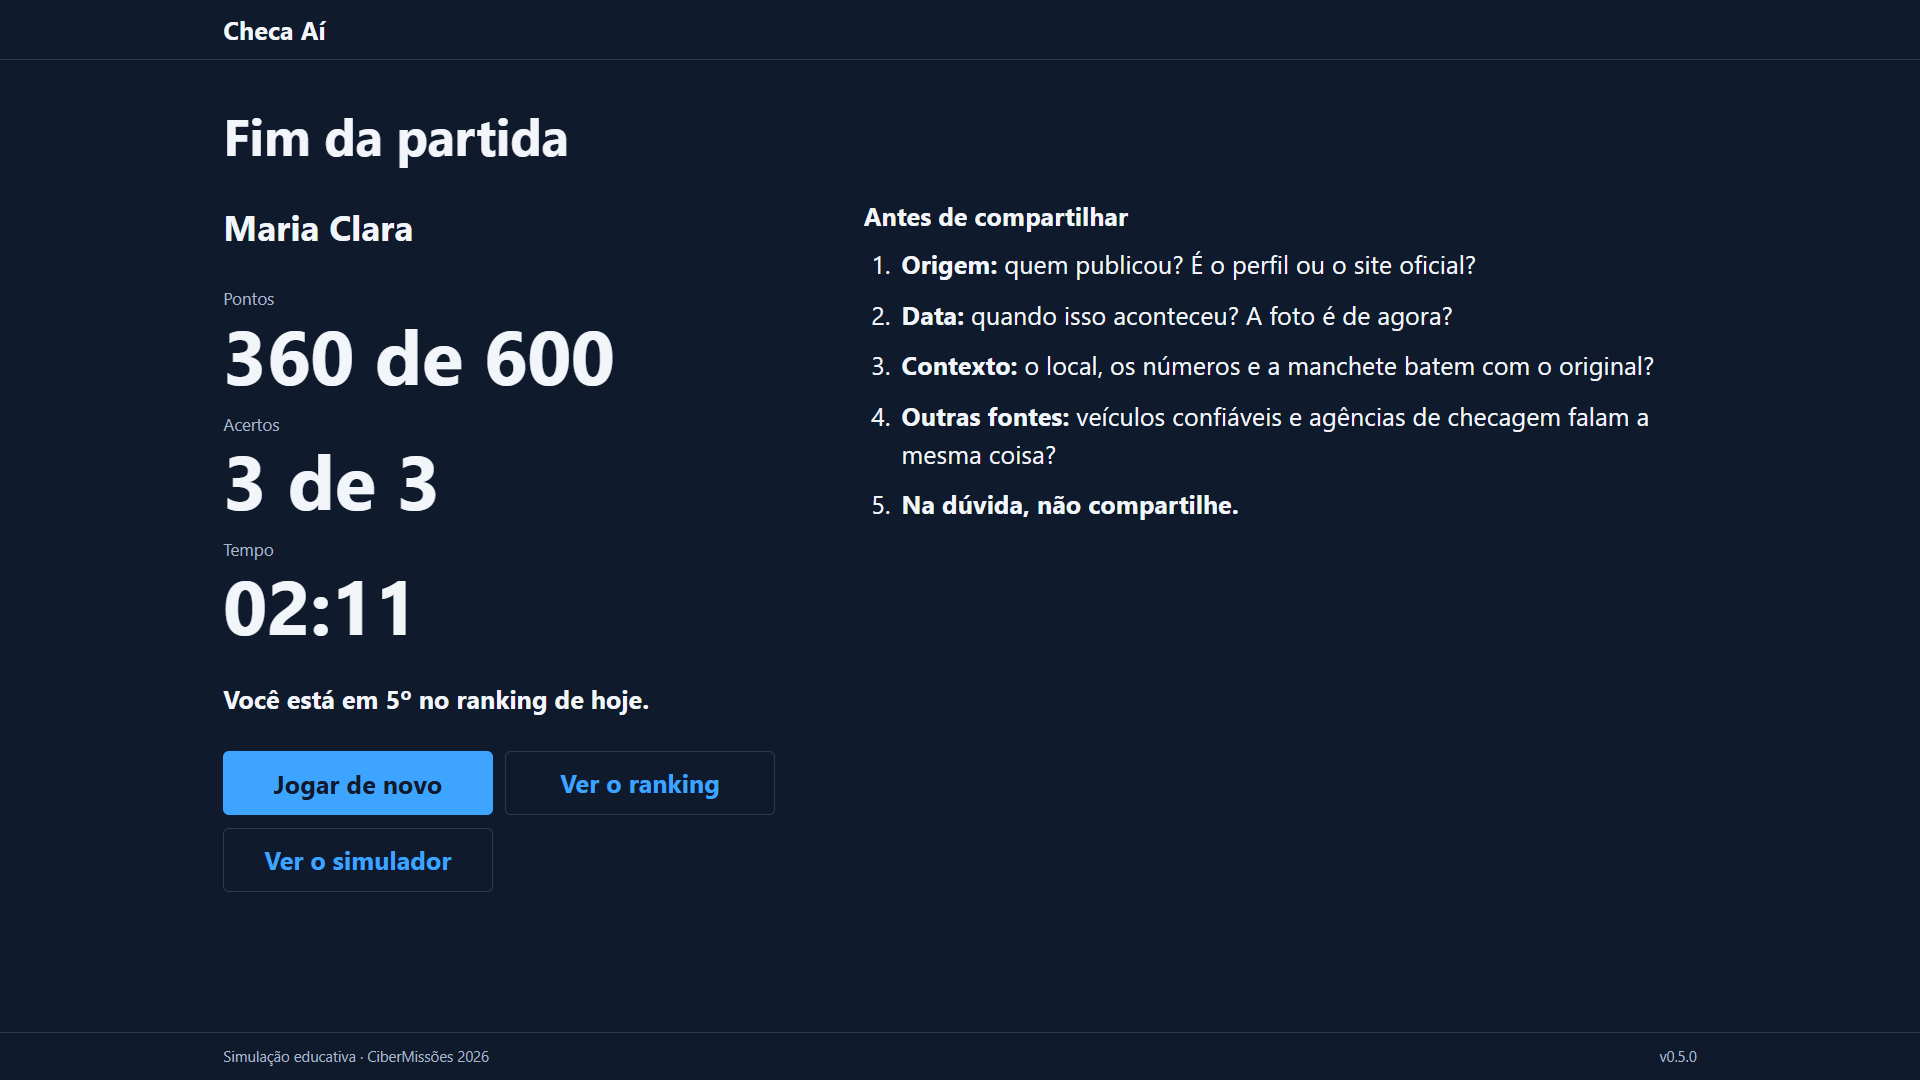 Checa Aí
Fim da partida
Maria Clara
Pontos
360 de 600
Acertos
3 de 3
Tempo
02:11
Você está em 5º no ranking de hoje.
Jogar de novo
Ver o ranking
Ver o simulador
Antes de compartilhar
1. Origem: quem publicou? É o perfil ou o site oficial?
2. Data: quando isso aconteceu? A foto é de agora?
3. Contexto: o local, os números e a manchete batem com o original?
4. Outras fontes: veículos confiáveis e agências de checagem falam a
mesma coisa?
5. Na dúvida, não compartilhe.
Simulação educativa · CiberMissões 2026
v0.5.0